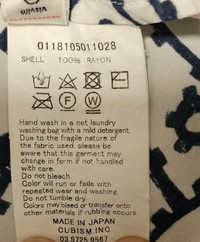 0118105011028
SHELL 100% RAYON
F W
Hand wash in a net laundry
washing bag with a mild detergent.
Due to the fragile nature of
the fabric used, please be
aware that this garment may
change in form if not handled
with care.
Do not bleach.
Color will run or fade with
repeated wear and washing.
Do not tumble dry.
Colors may bleed or transfer onto
other materials if rubbing occurs.
MADE IN JAPAN
CUBISM.INC
03.5725.9567